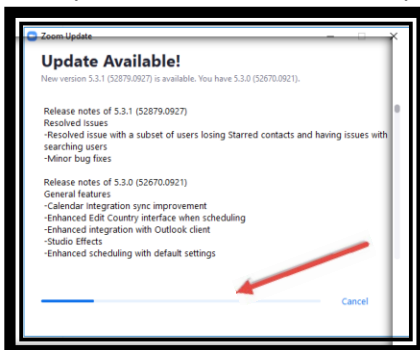 Zoom Update
Update Available!
New version 5.3.1 (52879.0927) is available. You have 5.3.0 (52670.0921).
Release notes of 5.3.1 (52879.0927)
Resolved Issues
-Resolved issue with a subset of users losing Starred contacts and having issues with
searching users
-Minor bug fixes
Release notes of 5.3.0 (52670.0921)
General features
-Calendar Integration sync improvement
-Enhanced Edit Country interface when scheduling
-Enhanced integration with Outlook client
-Studio Effects
-Enhanced scheduling with default settings
Cancel